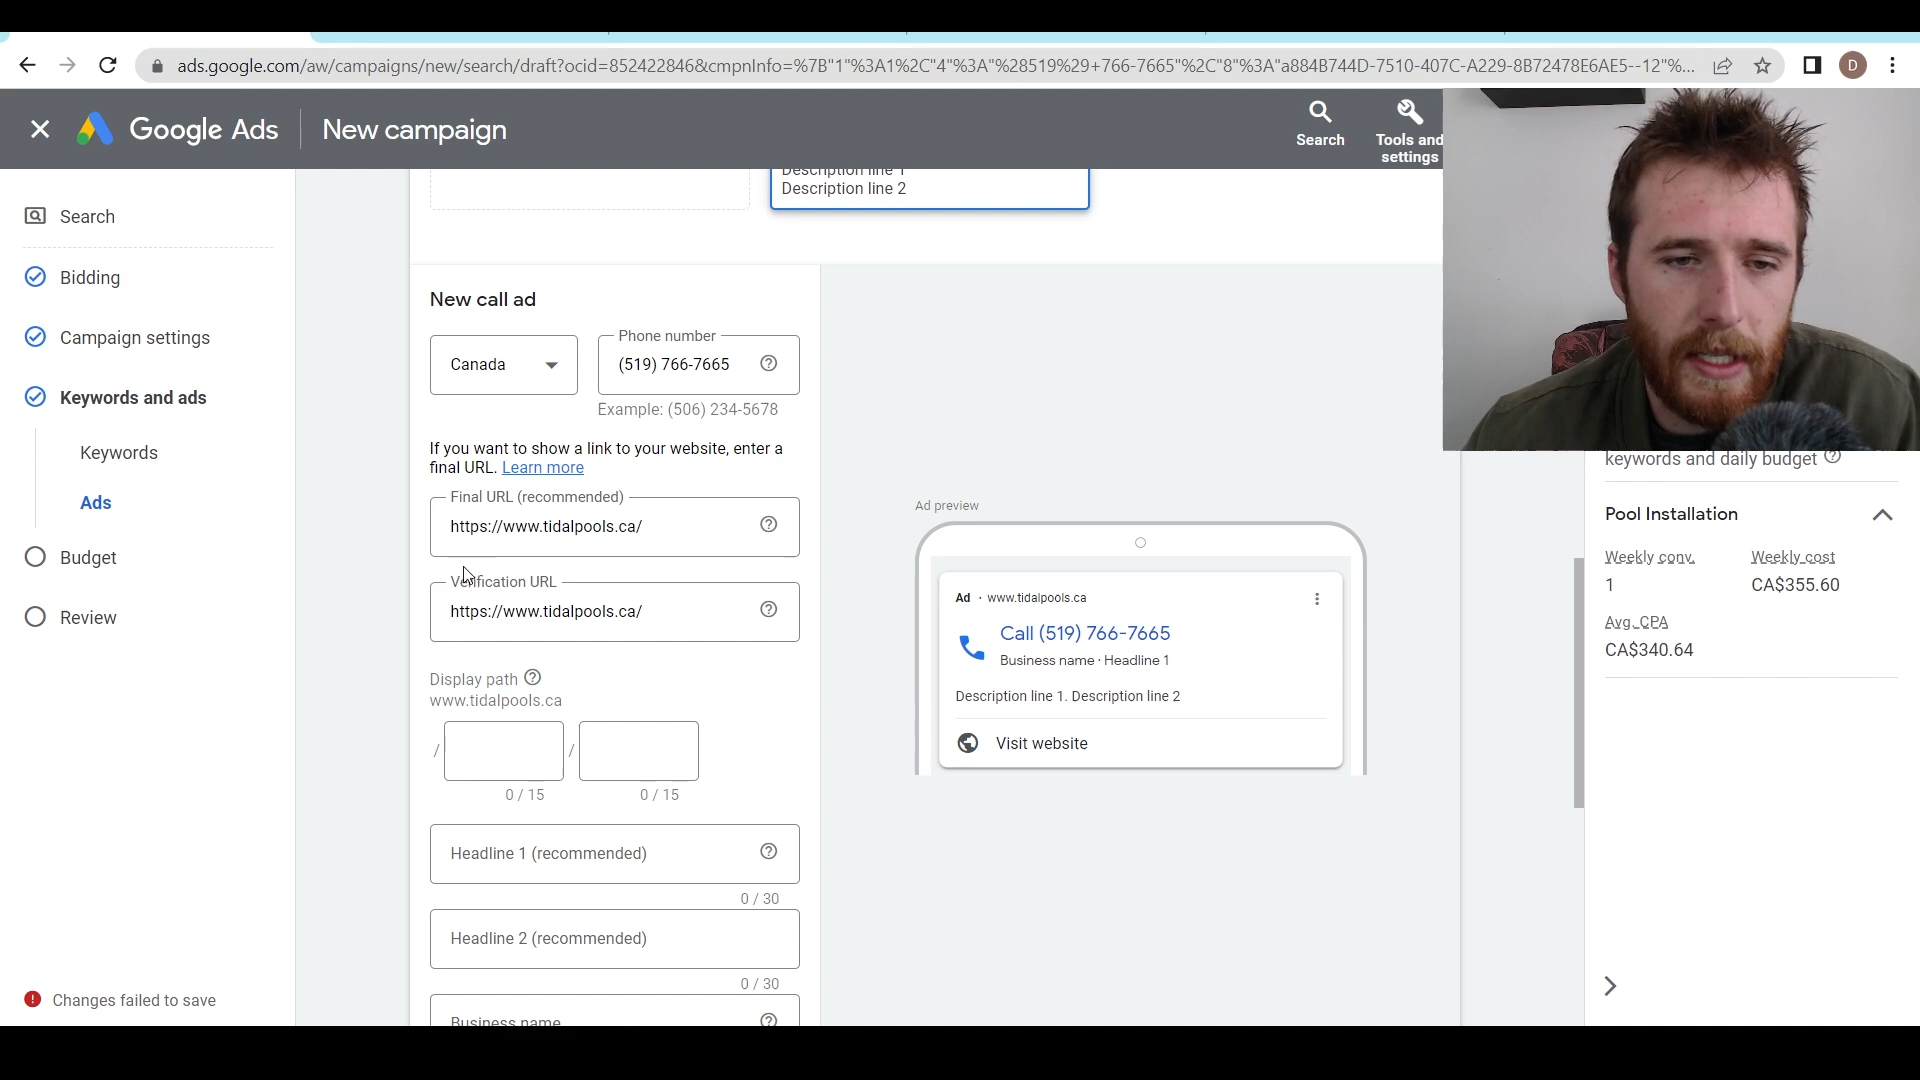 ads.google.com/aw/campaigns/new/search/draft?ocid=852422846&cmpnInfo=%7B"1"%3A1%2C"4"%3A"%28519%29+766-7665"%2C"8"%3A"a884B744D-7510-407C-A229-8B72478E6AE5--12"%...
D
Google Ads
New campaign
Search
Tools and
settings
Search
Bidding
Campaign settings
Keywords and ads
Keywords
Ads
Budget
Review
Changes failed to save
Description line 1
Description line 2
New call ad
Canada
Phone number
(519) 766-7665
Example: (506) 234-5678
If you want to show a link to your website, enter a
final URL. Learn more
Final URL (recommended)
https://www.tidalpools.ca/
Verification URL
https://www.tidalpools.ca/
Display path
www.tidalpools.ca
/ /
0 / 15 0 / 15
Headline 1 (recommended)
0 / 30
Headline 2 (recommended)
0 / 30
Business name
Ad preview
Ad · www.tidalpools.ca
Call (519) 766-7665
Business name · Headline 1
Description line 1. Description line 2
Visit website
keywords and daily budget
Pool Installation
Weekly conv. Weekly cost
1 CA$355.60
Avg. CPA
CA$340.64